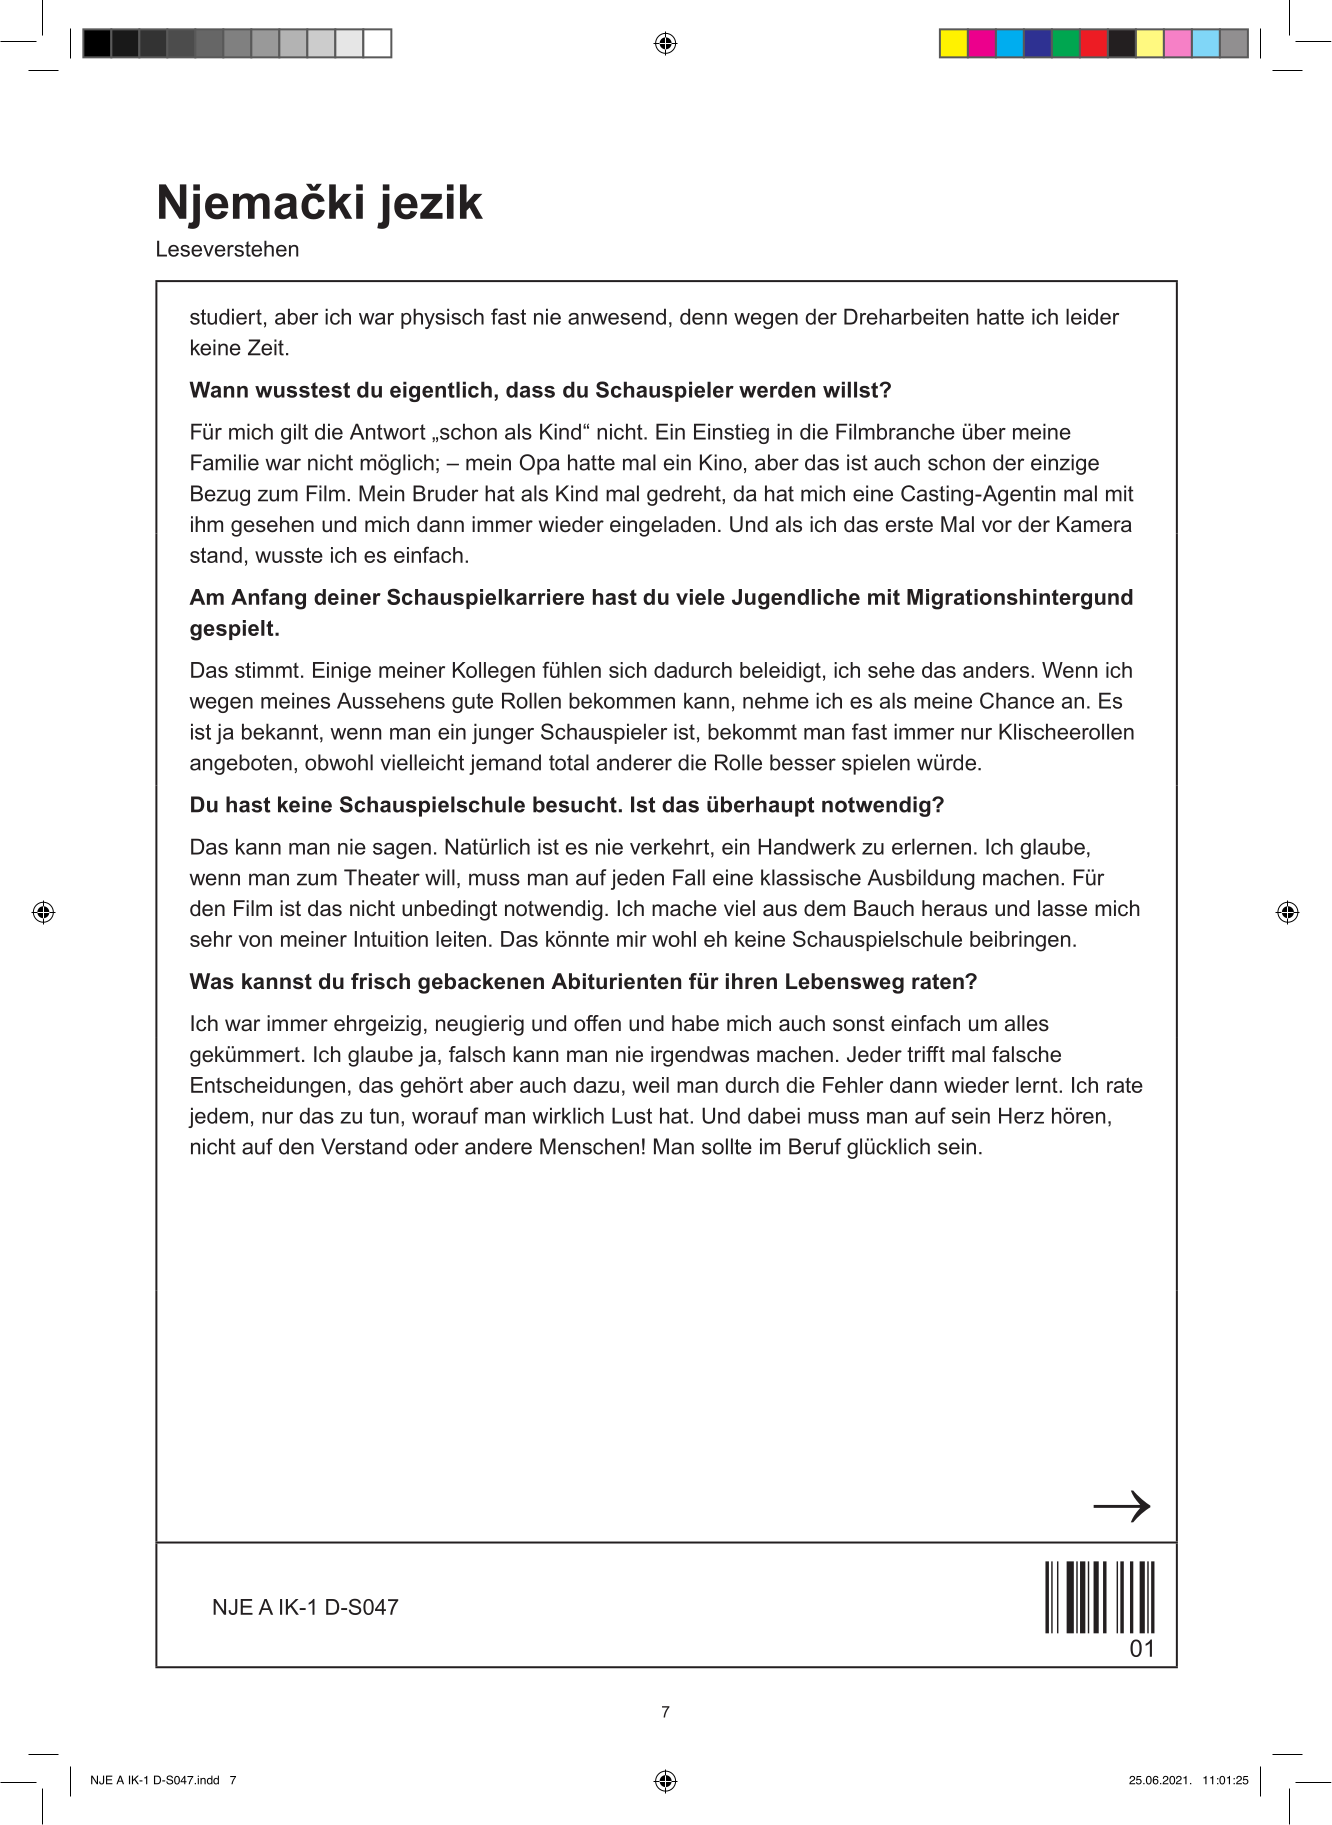 Njemački jezik
Leseverstehen
studiert, aber ich war physisch fast nie anwesend, denn wegen der Dreharbeiten hatte ich leider
keine Zeit.
Wann wusstest du eigentlich, dass du Schauspieler werden willst?
Für mich gilt die Antwort „schon als Kind“ nicht. Ein Einstieg in die Filmbranche über meine
Familie war nicht möglich; – mein Opa hatte mal ein Kino, aber das ist auch schon der einzige
Bezug zum Film. Mein Bruder hat als Kind mal gedreht, da hat mich eine Casting-Agentin mal mit
ihm gesehen und mich dann immer wieder eingeladen. Und als ich das erste Mal vor der Kamera
stand, wusste ich es einfach.
Am Anfang deiner Schauspielkarriere hast du viele Jugendliche mit Migrationshintergund
gespielt.
Das stimmt. Einige meiner Kollegen fühlen sich dadurch beleidigt, ich sehe das anders. Wenn ich
wegen meines Aussehens gute Rollen bekommen kann, nehme ich es als meine Chance an. Es
ist ja bekannt, wenn man ein junger Schauspieler ist, bekommt man fast immer nur Klischeerollen
angeboten, obwohl vielleicht jemand total anderer die Rolle besser spielen würde.
Du hast keine Schauspielschule besucht. Ist das überhaupt notwendig?
Das kann man nie sagen. Natürlich ist es nie verkehrt, ein Handwerk zu erlernen. Ich glaube,
wenn man zum Theater will, muss man auf jeden Fall eine klassische Ausbildung machen. Für
den Film ist das nicht unbedingt notwendig. Ich mache viel aus dem Bauch heraus und lasse mich
sehr von meiner Intuition leiten. Das könnte mir wohl eh keine Schauspielschule beibringen.
Was kannst du frisch gebackenen Abiturienten für ihren Lebensweg raten?
Ich war immer ehrgeizig, neugierig und offen und habe mich auch sonst einfach um alles
gekümmert. Ich glaube ja, falsch kann man nie irgendwas machen. Jeder trifft mal falsche
Entscheidungen, das gehört aber auch dazu, weil man durch die Fehler dann wieder lernt. Ich rate
jedem, nur das zu tun, worauf man wirklich Lust hat. Und dabei muss man auf sein Herz hören,
nicht auf den Verstand oder andere Menschen! Man sollte im Beruf glücklich sein.
NJE A IK-1 D-S047
01
7
NJE A IK-1 D-S047.indd 7
25.06.2021. 11:01:25